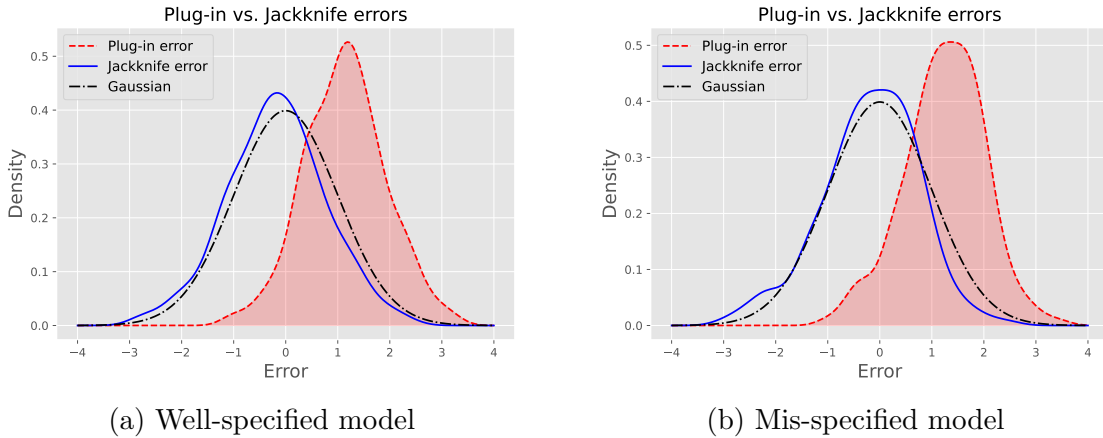 Plug-in vs. Jackknife errors
Plug-in error
Jackknife error
Gaussian
0.5
0.4
0.3
0.2
0.1
0.0
Density
−4 −3 −2 −1 0 1 2 3 4
Error
(a) Well-specified model
Plug-in vs. Jackknife errors
Plug-in error
Jackknife error
Gaussian
0.5
0.4
0.3
0.2
0.1
0.0
Density
−4 −3 −2 −1 0 1 2 3 4
Error
(b) Mis-specified model